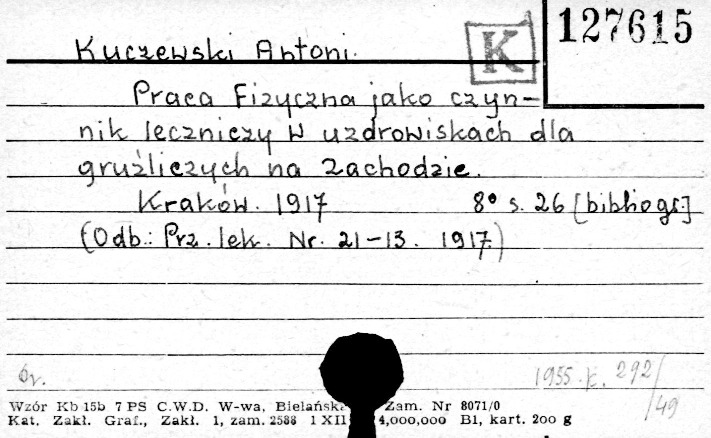 127615
Kuczewski Antoni.
K
Praca fizyczna jako czyn-
nik leczniczy w uzdrowiskach dla
gruźliczych na Zachodzie.
Kraków. 1917 8° s. 26 [bibliogr]
(Odb.: Prz. lek. Nr. 21-13. 1917)
1955. K. 292/49
Wzór Kb 15b 7 PS C.W.D. W-wa, Bielańska Zam. Nr 8071/0
Kat. Zakł. Graf., Zakł. 1, zam. 2588 1 XII 4,000,000 B1, kart. 200 g